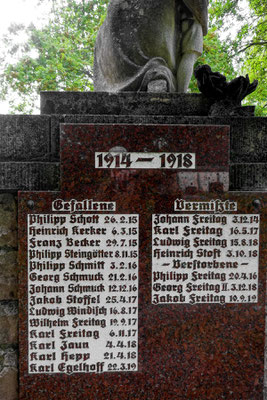 1914 — 1918
Gefallene
Philipp Schott 26.2.15
Heinrich Kerker 6.3.15
Franz Becker 29.7.15
Philipp Steingötter 8.11.15
Philipp Schmitt 3.2.16
Georg Schmuck 21.2.16
Johann Schmuck 12.12.16
Jakob Stoffel 25.4.17
Ludwig Windisch 16.8.17
Wilhelm Freitag 19.9.17
Karl Freitag 6.11.17
Karl Zaun 4.4.18
Karl Hepp 21.4.18
Karl Egelhoff 22.3.19
Vermißte
Johann Freitag 3.12.14
Karl Freitag 16.5.17
Ludwig Freitag 15.8.18
Heinrich Stoft 3.10.18
- Verstorbene -
Philipp Freitag 20.4.16
Georg Freitag II. 3.12.18
Jakob Freitag 10.9.19